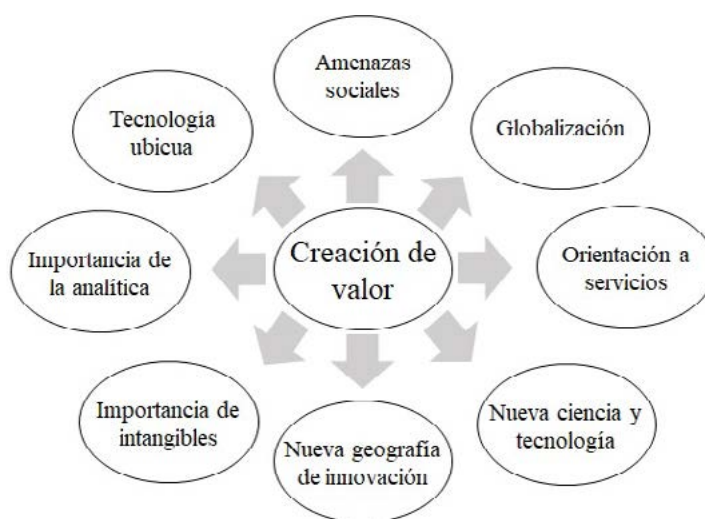 Amenazas
sociales
Tecnología
ubicua
Globalización
Importancia de
la analítica
Creación de
valor
Orientación a
servicios
Importancia de
intangibles
Nueva geografía
de innovación
Nueva ciencia y
tecnología